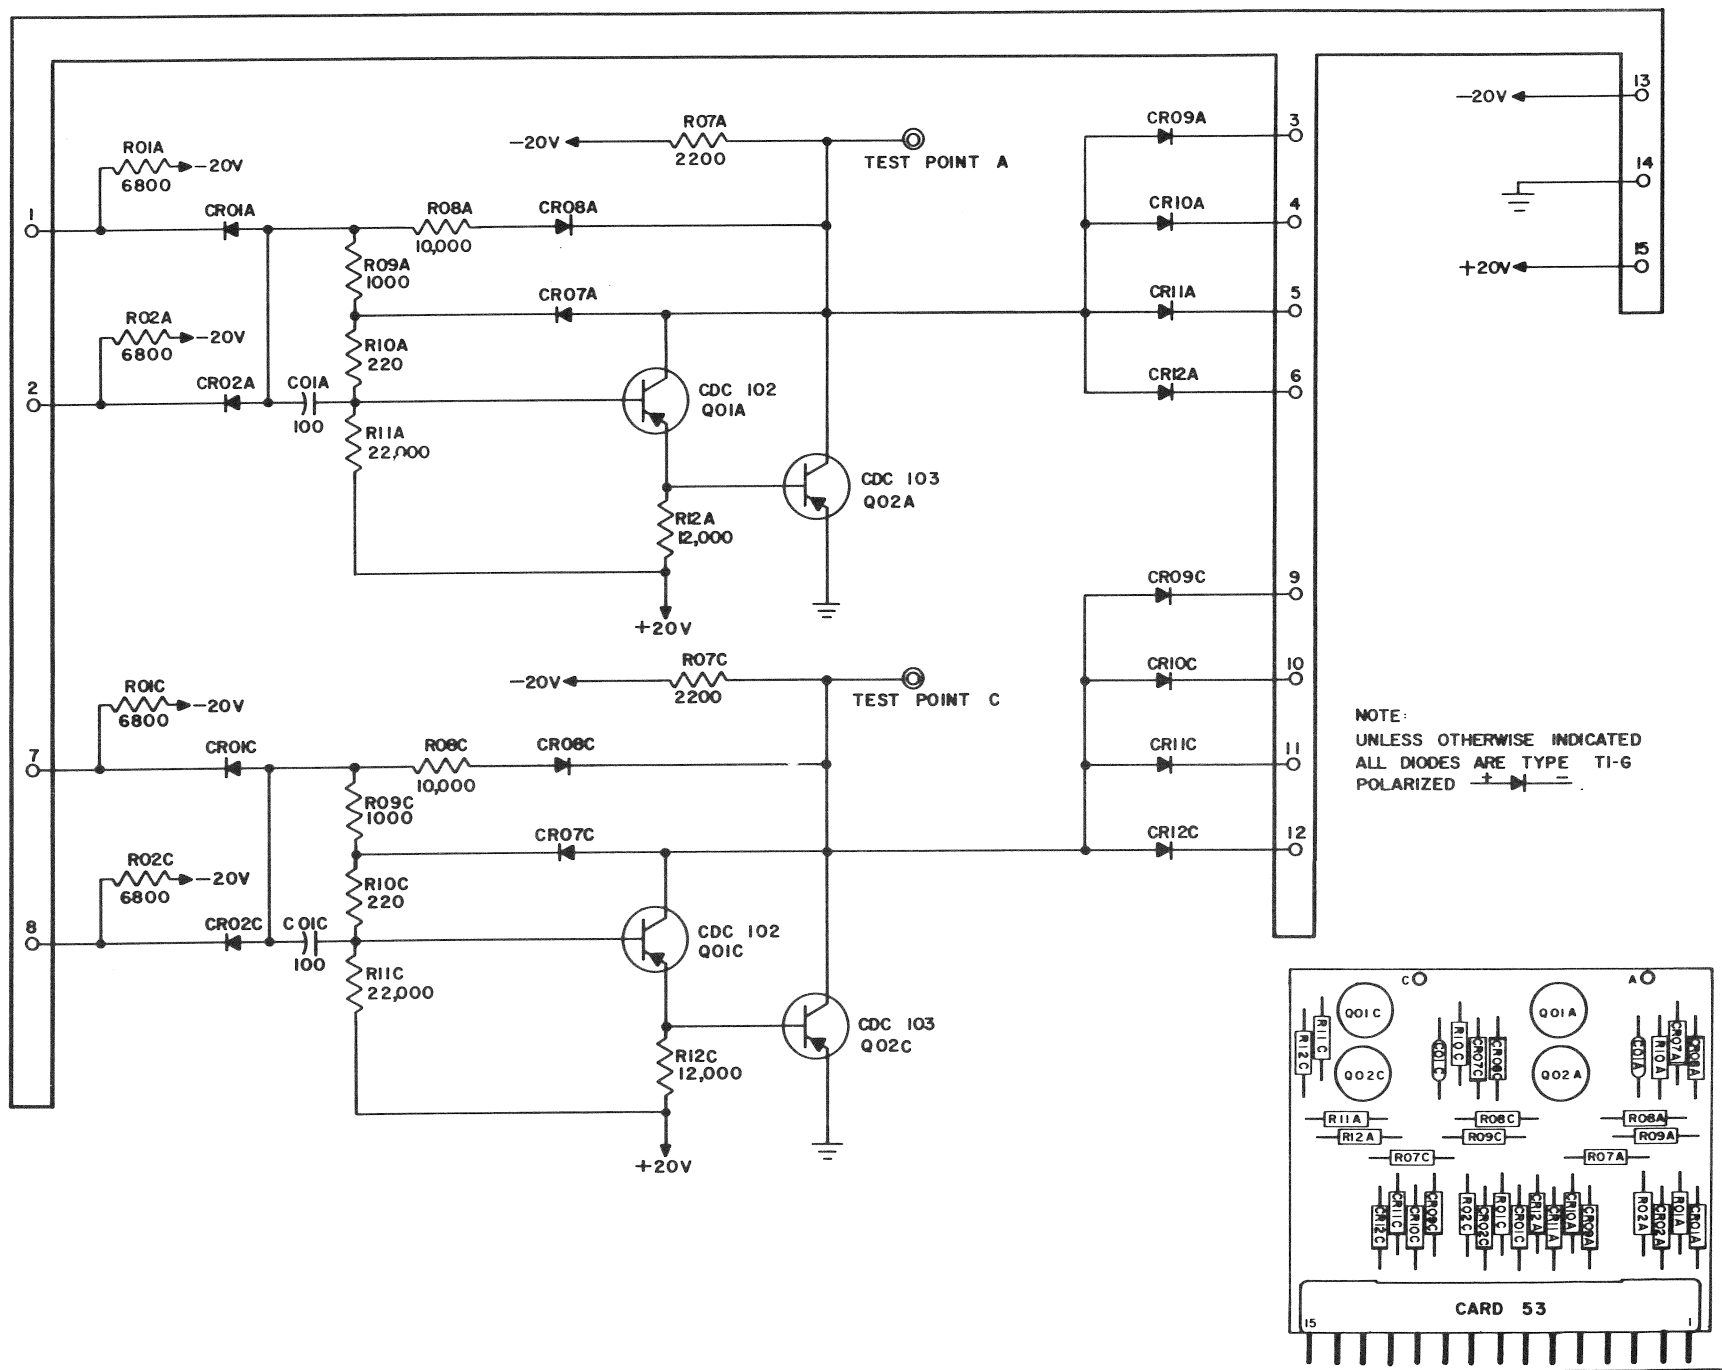 R01A
6800
-20V
1
CR01A
R08A
10,000
CR08A
-20V
R07A
2200
TEST POINT A
R09A
1000
CR07A
R02A
6800
-20V
2
CR02A
C01A
100
R10A
220
R11A
22,000
CDC 102
Q01A
CDC 103
Q02A
R12A
12,000
+20V
CR09A
3
CR10A
4
CR11A
5
CR12A
6
-20V
13
14
+20V
15
R01C
6800
-20V
7
CR01C
R08C
10,000
CR08C
-20V
R07C
2200
TEST POINT C
R09C
1000
CR07C
R02C
6800
-20V
8
CR02C
C01C
100
R10C
220
R11C
22,000
CDC 102
Q01C
CDC 103
Q02C
R12C
12,000
+20V
CR09C
9
CR10C
10
CR11C
11
CR12C
12
NOTE:
UNLESS OTHERWISE INDICATED
ALL DIODES ARE TYPE TI-G
POLARIZED + - .
C
A
R12C
R11C
Q01C
Q02C
C01C
R10C
CR07C
CR08C
Q01A
Q02A
C01A
R10A
CR07A
CR08A
R11A
R12A
R08C
R09C
R08A
R09A
R07C
R07A
CR12C
CR11C
CR10C
CR09C
R02C
CR02C
R01C
CR01C
CR12A
CR11A
CR10A
CR09A
R02A
CR02A
R01A
CR01A
CARD 53
15
1